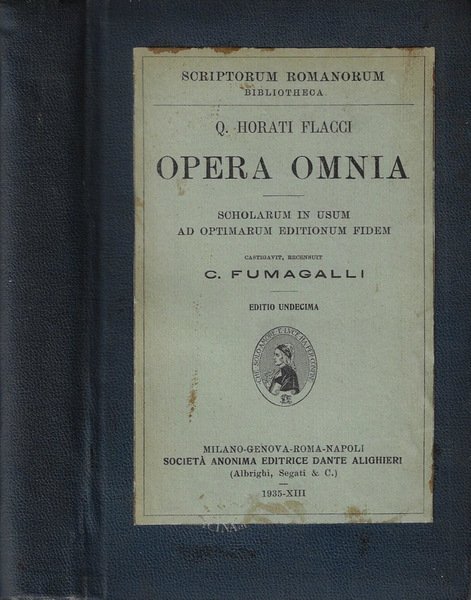 SCRIPTORUM ROMANORUM
BIBLIOTHECA
Q. HORATI FLACCI
OPERA OMNIA
SCHOLARUM IN USUM
AD OPTIMARUM EDITIONUM FIDEM
CASTIGAVIT, RECENSUIT
C. FUMAGALLI
EDITIO UNDECIMA
MILANO-GENOVA-ROMA-NAPOLI
SOCIETÀ ANONIMA EDITRICE DANTE ALIGHIERI
(Albrighi, Segati & C.)
1935-XIII